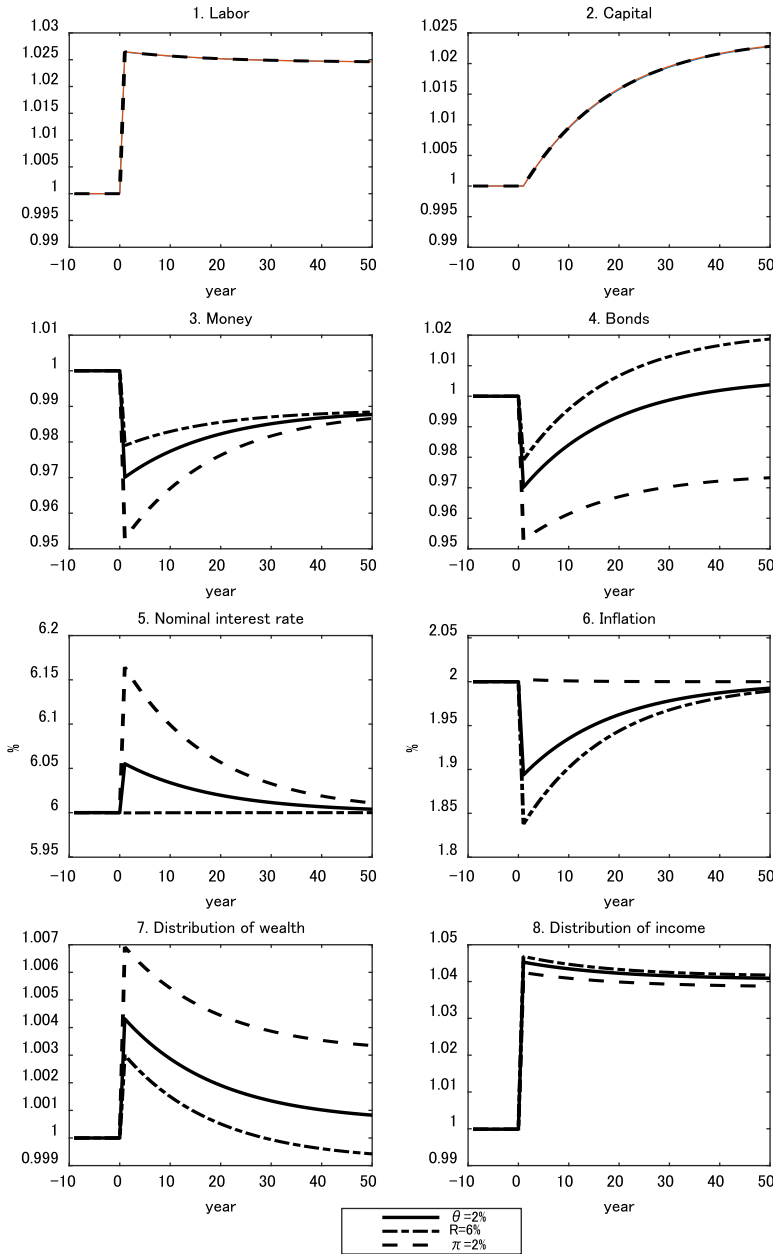 1. Labor
1.03
1.025
1.02
1.015
1.01
1.005
1
0.995
0.99
-10 0 10 20 30 40 50
year
2. Capital
1.025
1.02
1.015
1.01
1.005
1
0.995
0.99
-10 0 10 20 30 40 50
year
3. Money
1.01
1
0.99
0.98
0.97
0.96
0.95
-10 0 10 20 30 40 50
year
4. Bonds
1.02
1.01
1
0.99
0.98
0.97
0.96
0.95
-10 0 10 20 30 40 50
year
5. Nominal interest rate
6.2
6.15
6.1
6.05
6
5.95
%
-10 0 10 20 30 40 50
year
6. Inflation
2.05
2
1.95
1.9
1.85
1.8
%
-10 0 10 20 30 40 50
year
7. Distribution of wealth
1.007
1.006
1.005
1.004
1.003
1.002
1.001
1
0.999
-10 0 10 20 30 40 50
year
8. Distribution of income
1.05
1.04
1.03
1.02
1.01
1
0.99
-10 0 10 20 30 40 50
year
θ=2%
R=6%
π=2%